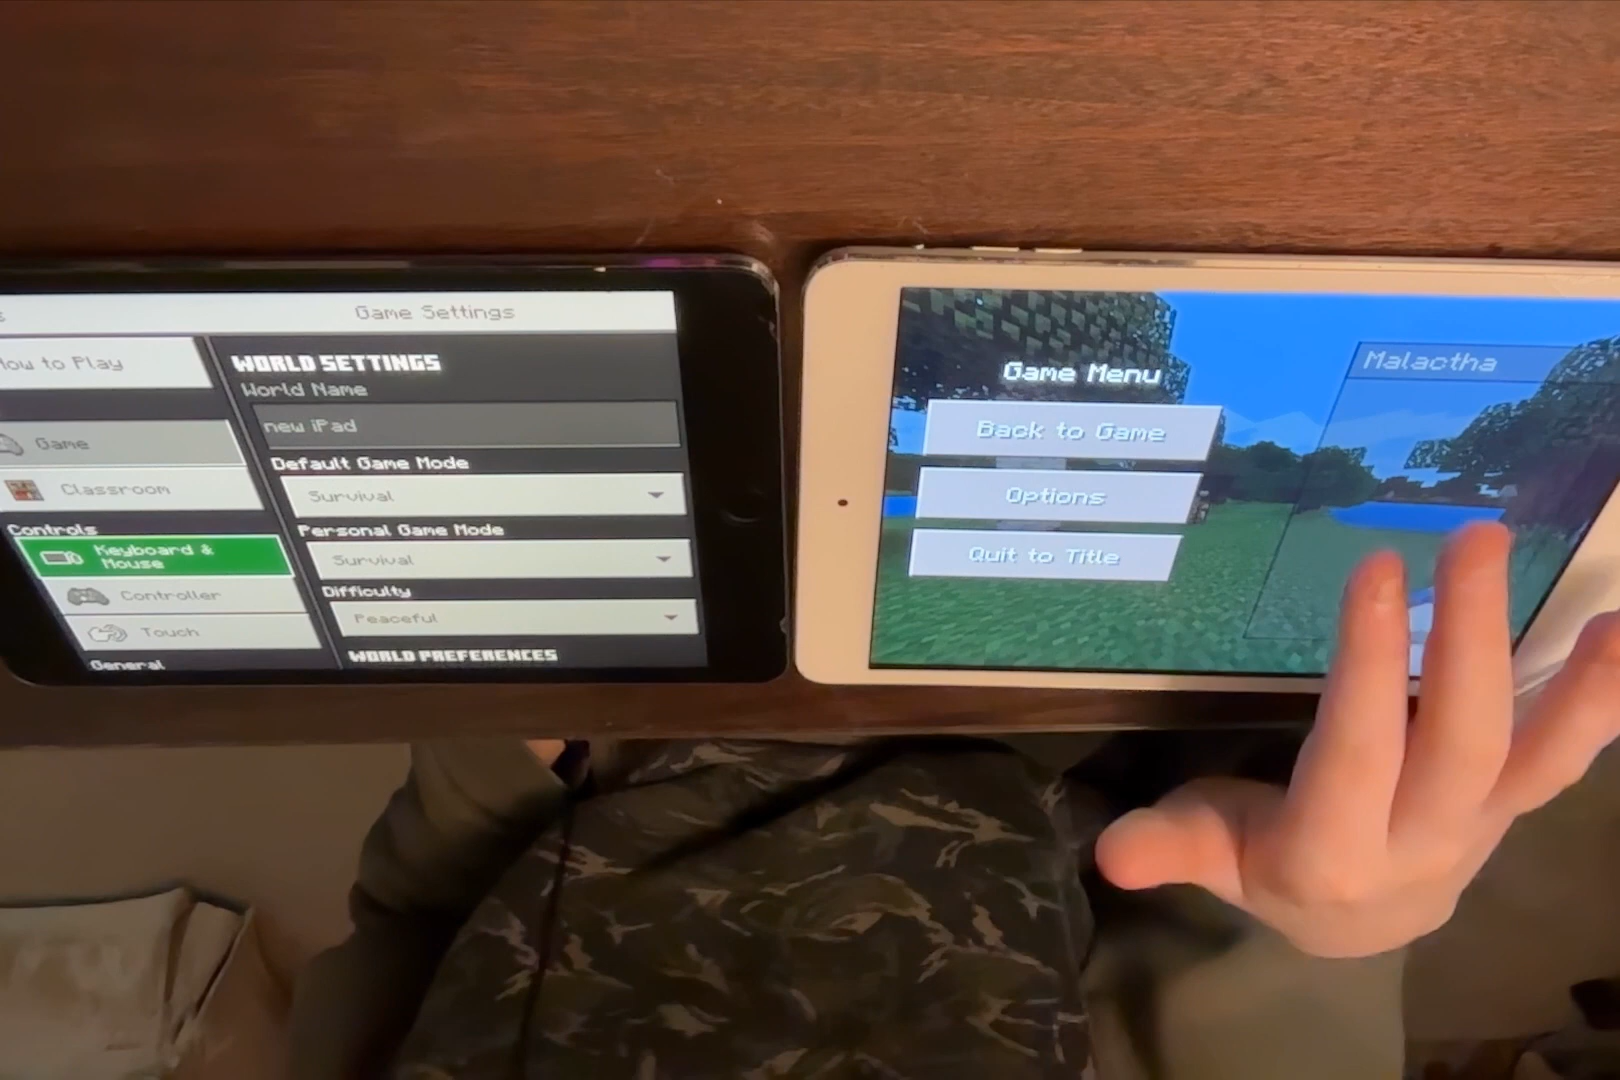 Game Settings
How to Play
WORLD SETTINGS
World Name
new iPad
Game
Default Game Mode
Classroom
Survival
Controls
Keyboard &
Mouse
Personal Game Mode
Survival
Controller
Difficulty
Touch
Peaceful
General
WORLD PREFERENCES
Game Menu
Back to Game
Options
Quit to Title
Malactha